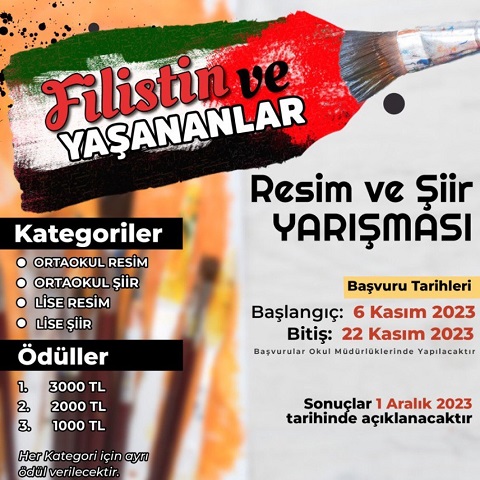 Filistin ve
YAŞANANLAR
Resim ve Şiir
YARIŞMASI
Kategoriler
ORTAOKUL RESİM
ORTAOKUL ŞİİR
LİSE RESİM
LİSE ŞİİR
Ödüller
1. 3000 TL
2. 2000 TL
3. 1000 TL
Her Kategori için ayrı
ödül verilecektir.
Başvuru Tarihleri
Başlangıç: 6 Kasım 2023
Bitiş: 22 Kasım 2023
Başvurular Okul Müdürlüklerinde Yapılacaktır
Sonuçlar 1 Aralık 2023
tarihinde açıklanacaktır